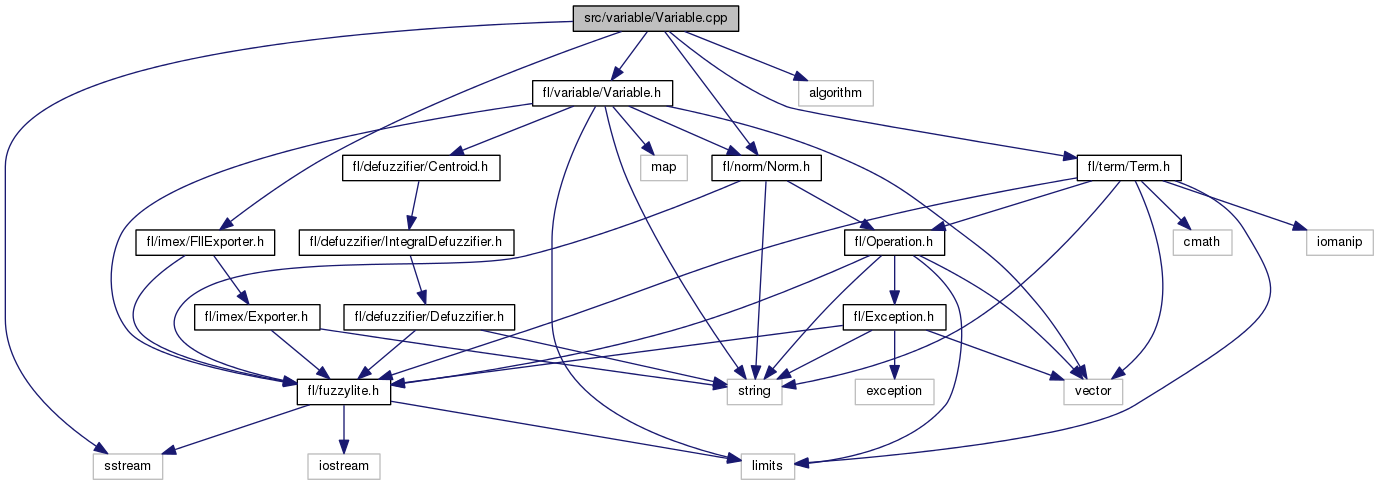 src/variable/Variable.cpp
fl/variable/Variable.h
algorithm
fl/defuzzifier/Centroid.h
map
fl/norm/Norm.h
fl/term/Term.h
fl/imex/FllExporter.h
fl/defuzzifier/IntegralDefuzzifier.h
fl/Operation.h
cmath
iomanip
fl/imex/Exporter.h
fl/defuzzifier/Defuzzifier.h
fl/Exception.h
fl/fuzzylite.h
string
exception
vector
sstream
iostream
limits